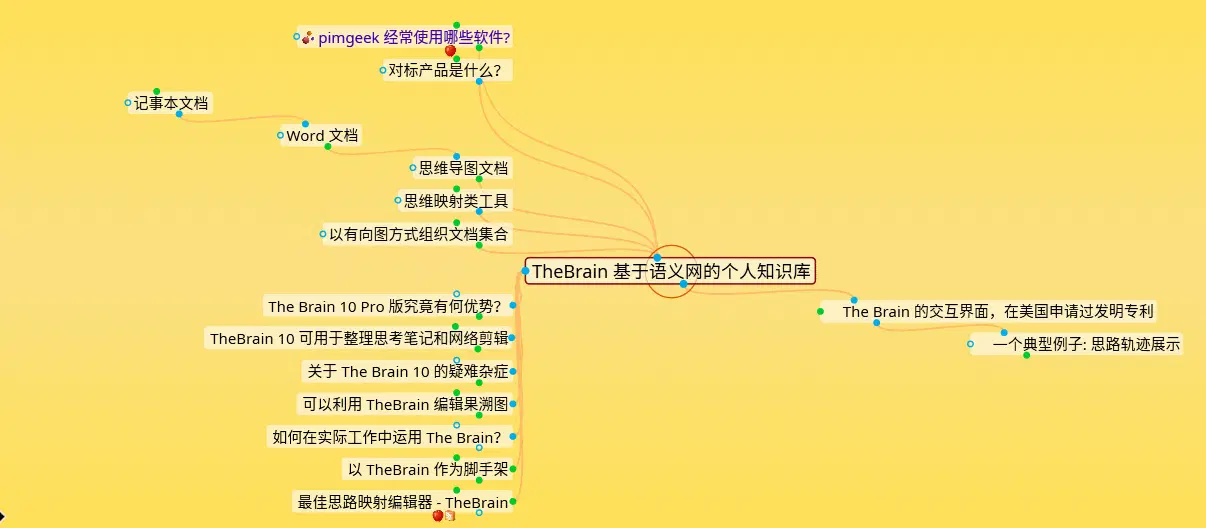 pimgeek 经常使用哪些软件?
对标产品是什么？
记事本文档
Word 文档
思维导图文档
思维映射类工具
以有向图方式组织文档集合
TheBrain 基于语义网的个人知识库
The Brain 10 Pro 版究竟有何优势？
The Brain 的交互界面，在美国申请过发明专利
TheBrain 10 可用于整理思考笔记和网络剪辑
一个典型例子: 思路轨迹展示
关于 The Brain 10 的疑难杂症
可以利用 TheBrain 编辑果溯图
如何在实际工作中运用 The Brain？
以 TheBrain 作为脚手架
最佳思路映射编辑器 - TheBrain